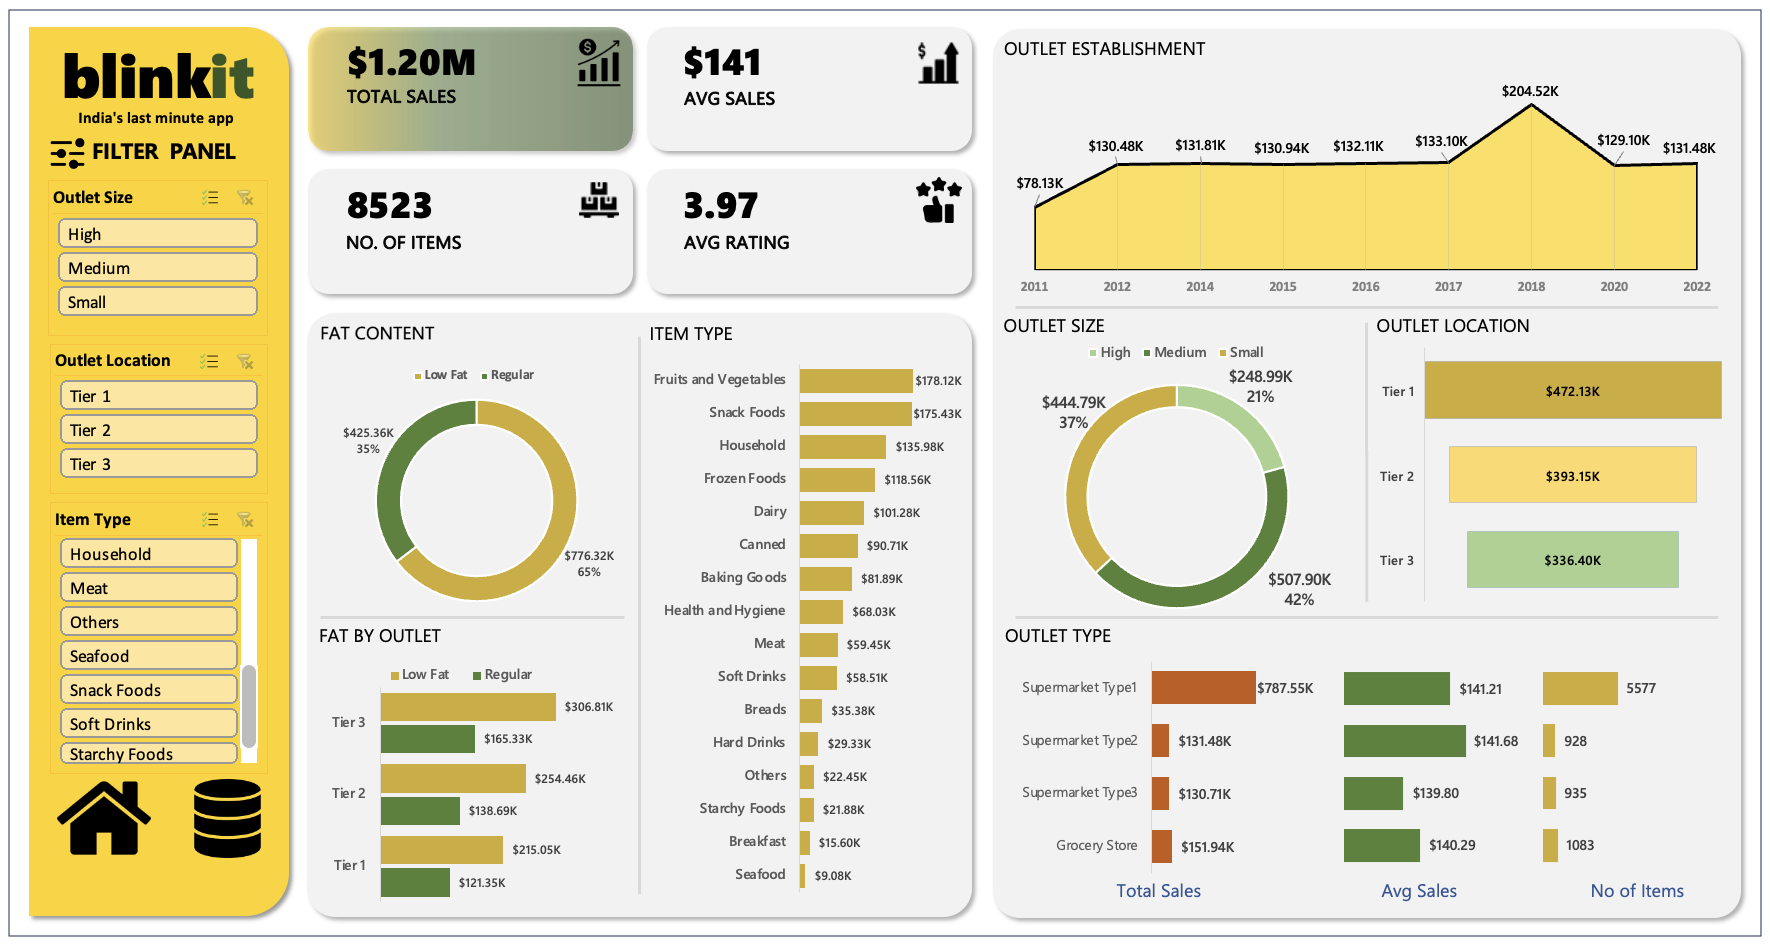 blinkit
India's last minute app
FILTER PANEL
Outlet Size
High
Medium
Small
Outlet Location
Tier 1
Tier 2
Tier 3
Item Type
Household
Meat
Others
Seafood
Snack Foods
Soft Drinks
Starchy Foods
$1.20M
TOTAL SALES
$
$141
AVG SALES
$
8523
NO. OF ITEMS
3.97
AVG RATING
FAT CONTENT
Low Fat Regular
$425.36K
35%
$776.32K
65%
FAT BY OUTLET
Low Fat Regular
Tier 3 $306.81K
$165.33K
Tier 2 $254.46K
$138.69K
Tier 1 $215.05K
$121.35K
ITEM TYPE
Fruits and Vegetables $178.12K
Snack Foods $175.43K
Household $135.98K
Frozen Foods $118.56K
Dairy $101.28K
Canned $90.71K
Baking Goods $81.89K
Health and Hygiene $68.03K
Meat $59.45K
Soft Drinks $58.51K
Breads $35.38K
Hard Drinks $29.33K
Others $22.45K
Starchy Foods $21.88K
Breakfast $15.60K
Seafood $9.08K
OUTLET ESTABLISHMENT
$78.13K $130.48K $131.81K $130.94K $132.11K $133.10K $204.52K $129.10K $131.48K
2011 2012 2014 2015 2016 2017 2018 2020 2022
OUTLET SIZE
High Medium Small
$248.99K
21%
$444.79K
37%
$507.90K
42%
OUTLET LOCATION
Tier 1 $472.13K
Tier 2 $393.15K
Tier 3 $336.40K
OUTLET TYPE
Supermarket Type1 $787.55K $141.21 5577
Supermarket Type2 $131.48K $141.68 928
Supermarket Type3 $130.71K $139.80 935
Grocery Store $151.94K $140.29 1083
Total Sales Avg Sales No of Items